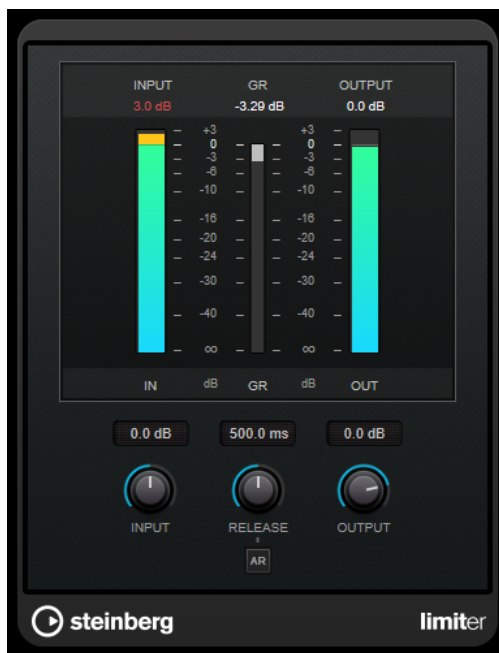 INPUT GR OUTPUT
3.0 dB -3.29 dB 0.0 dB
+3 +3
0 0
-3 -3
-6 -6
-10 -10
-16 -16
-20 -20
-24 -24
-30 -30
-40 -40
∞ ∞
IN dB GR dB OUT
0.0 dB 500.0 ms 0.0 dB
INPUT RELEASE OUTPUT
AR
steinberg limiter